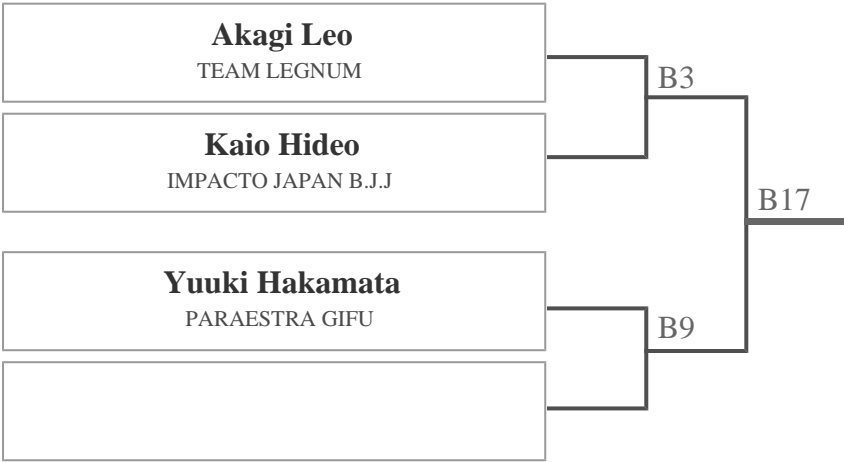 Akagi Leo
TEAM LEGNUM
B3
Kaio Hideo
IMPACTO JAPAN B.J.J
B17
Yuuki Hakamata
PARAESTRA GIFU
B9